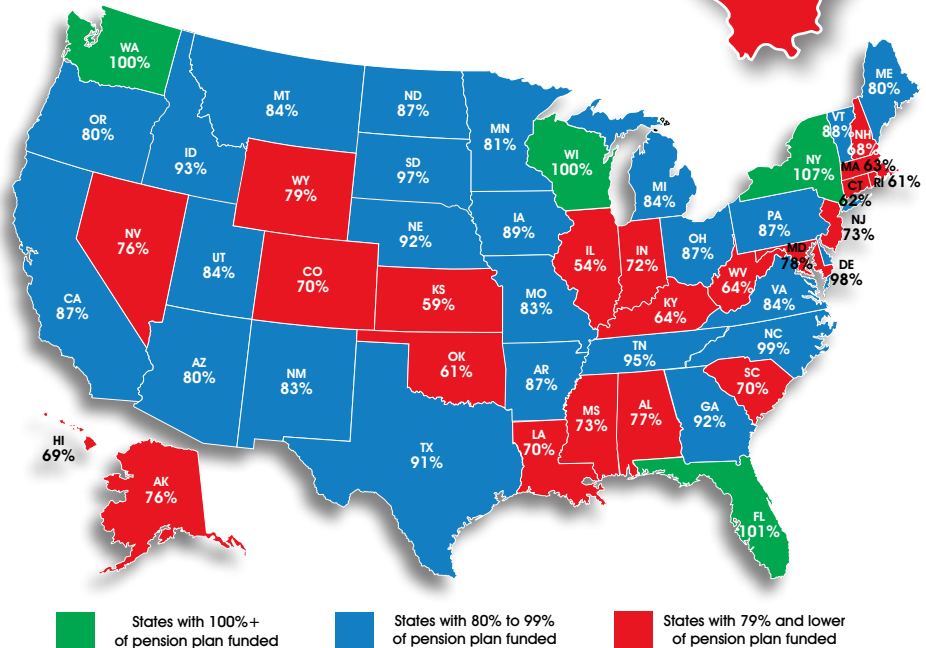 WA
100%
OR
80%
ID
93%
MT
84%
ND
87%
MN
81%
SD
97%
WY
79%
NV
76%
UT
84%
CA
87%
CO
70%
NE
92%
KS
59%
IA
89%
MO
83%
WI
100%
MI
84%
IL
54%
IN
72%
OH
87%
KY
64%
WV
64%
PA
87%
NY
107%
VT
88%
NH
68%
ME
80%
MA 63%
RI 61%
CT
62%
NJ
73%
DE
98%
MD
78%
VA
84%
NC
99%
TN
95%
SC
70%
GA
92%
AL
77%
MS
73%
LA
70%
AR
87%
OK
61%
TX
91%
NM
83%
AZ
80%
FL
101%
HI
69%
AK
76%
States with 100%+
of pension plan funded
States with 80% to 99%
of pension plan funded
States with 79% and lower
of pension plan funded